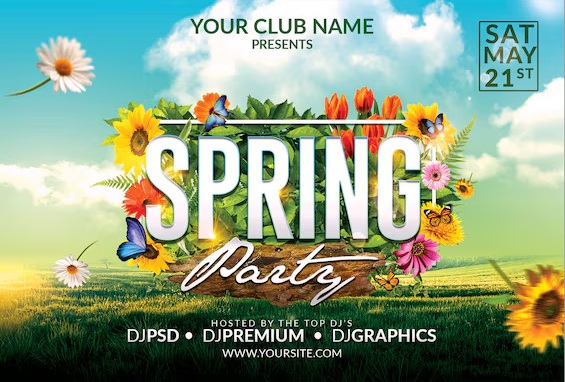 YOUR CLUB NAME
PRESENTS
SAT
MAY
21ST
SPRING
Party
HOSTED BY THE TOP DJ'S
DJPSD • DJPREMIUM • DJGRAPHICS
WWW.YOURSITE.COM